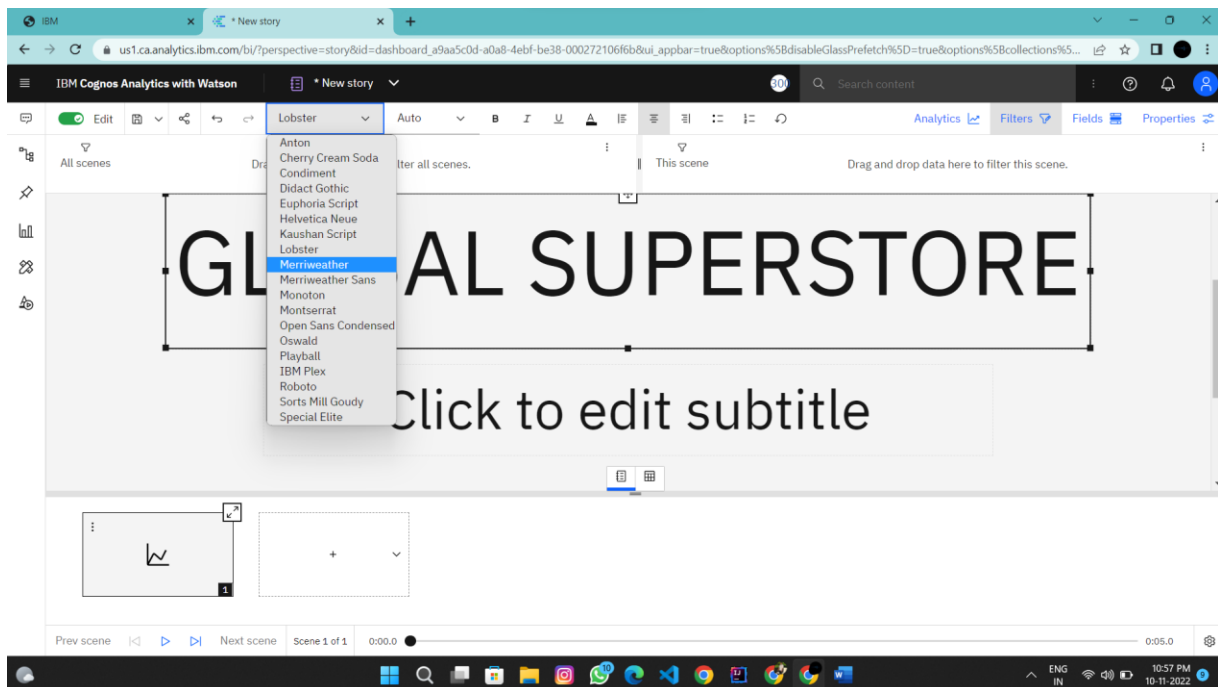 IBM
* New story
us1.ca.analytics.ibm.com/bi/?perspective=story&id=dashboard_a9aa5c0d-a0a8-4ebf-be38-000272106f6b&ui_appbar=true&options%5BdisableGlassPrefetch%5D=true&options%5Bcollections%5...
IBM Cognos Analytics with Watson
* New story
300
Search content
Edit
Lobster
Auto
B I U A
Analytics
Filters
Fields
Properties
All scenes
Dra
lter all scenes.
This scene
Drag and drop data here to filter this scene.
Anton
Cherry Cream Soda
Condiment
Didact Gothic
Euphoria Script
Helvetica Neue
Kaushan Script
Lobster
Merriweather
Merriweather Sans
Monoton
Montserrat
Open Sans Condensed
Oswald
Playball
IBM Plex
Roboto
Sorts Mill Goudy
Special Elite
GL AL SUPERSTORE
Click to edit subtitle
1
Prev scene
Next scene
Scene 1 of 1
0:00.0
0:05.0
10
ENG
IN
10:57 PM
10-11-2022
9